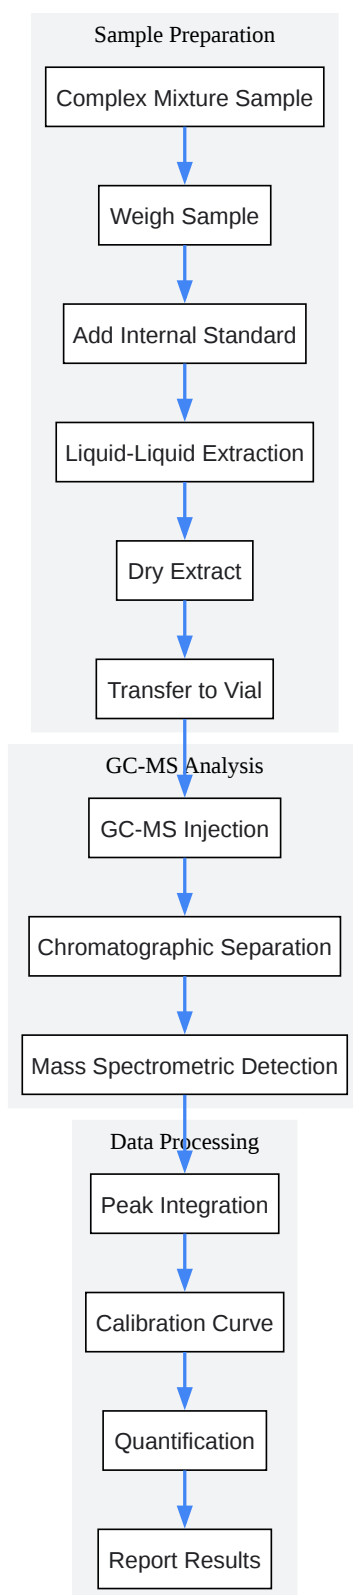 Sample Preparation
Complex Mixture Sample
Weigh Sample
Add Internal Standard
Liquid-Liquid Extraction
Dry Extract
Transfer to Vial
GC-MS Analysis
GC-MS Injection
Chromatographic Separation
Mass Spectrometric Detection
Data Processing
Peak Integration
Calibration Curve
Quantification
Report Results